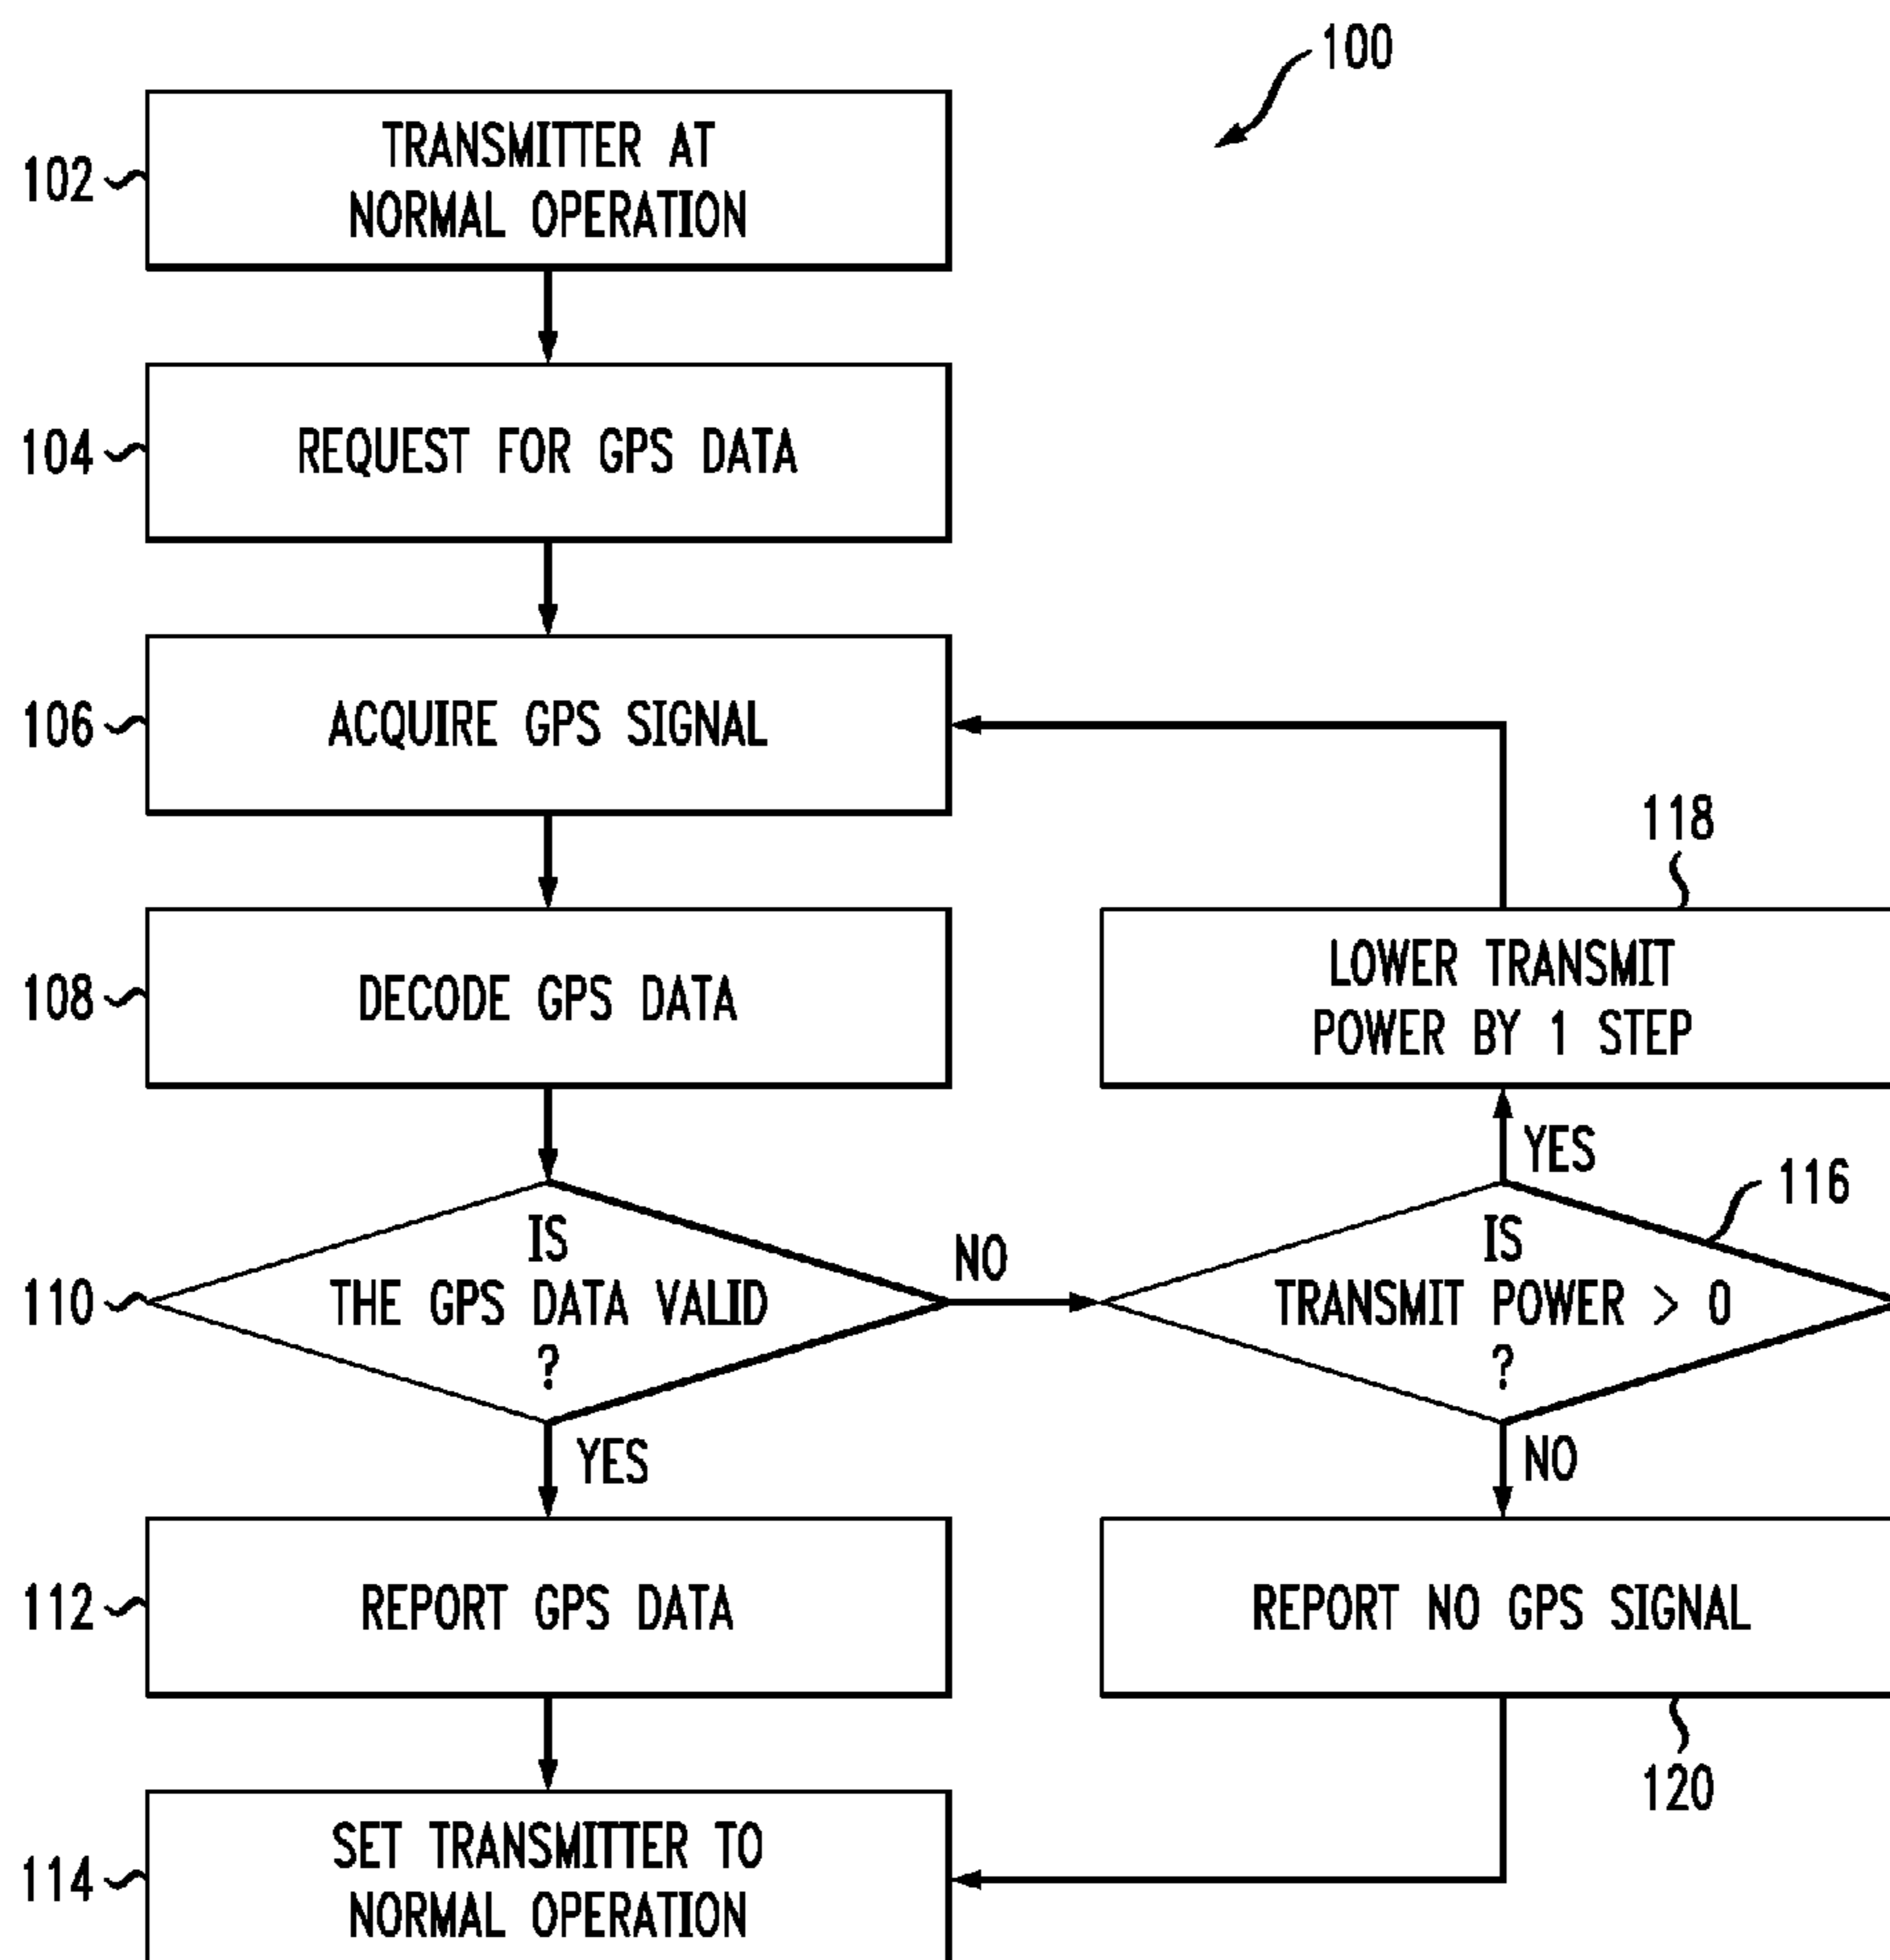 100
102
TRANSMITTER AT
NORMAL OPERATION
104
REQUEST FOR GPS DATA
106
ACQUIRE GPS SIGNAL
108
DECODE GPS DATA
118
LOWER TRANSMIT
POWER BY 1 STEP
YES
116
110
IS
THE GPS DATA VALID
?
NO
IS
TRANSMIT POWER > 0
?
YES
NO
112
REPORT GPS DATA
REPORT NO GPS SIGNAL
120
114
SET TRANSMITTER TO
NORMAL OPERATION